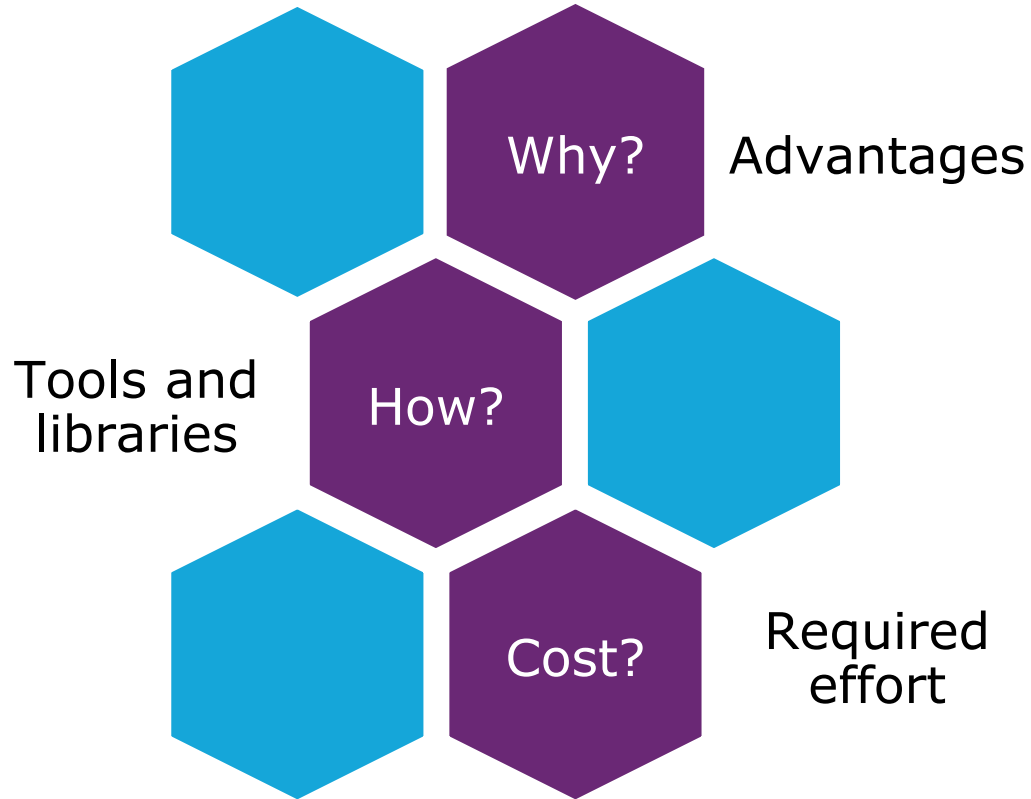 Why?
Advantages
Tools and
libraries
How?
Cost?
Required
effort